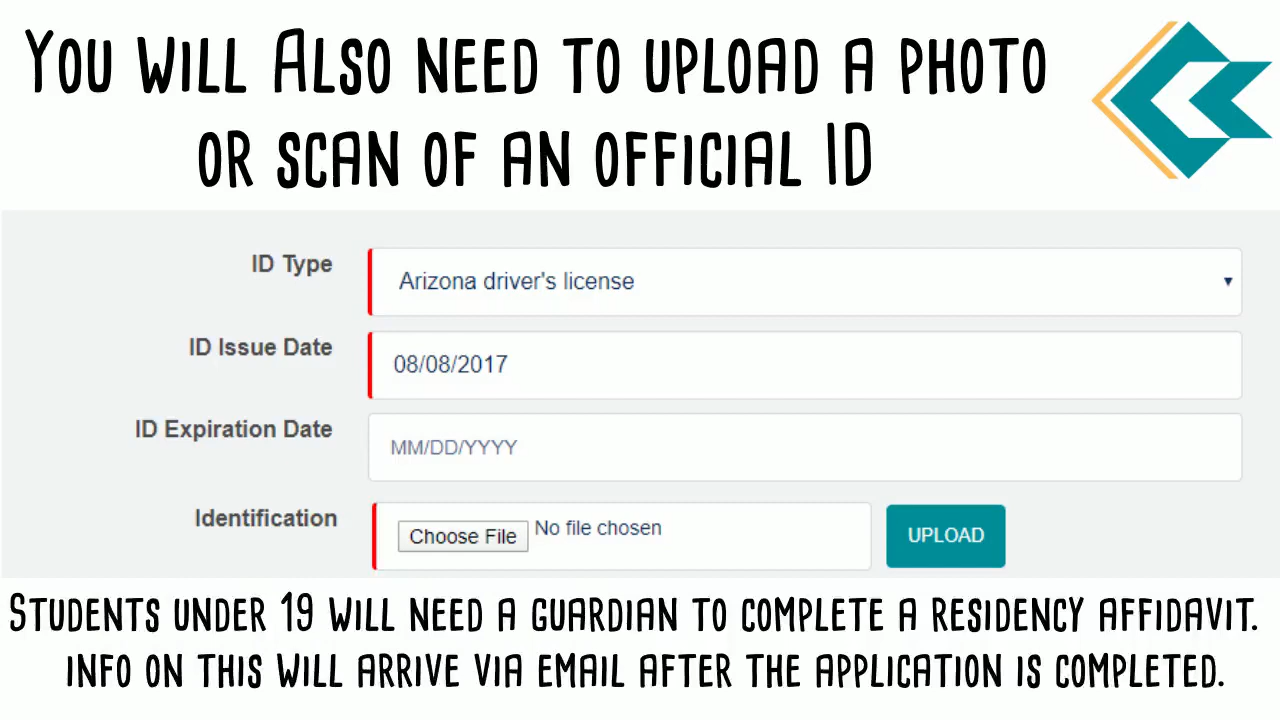 You will Also need to upload a photo
or scan of an official ID
ID Type
Arizona driver's license
ID Issue Date
08/08/2017
ID Expiration Date
MM/DD/YYYY
Identification
Choose File No file chosen
UPLOAD
Students under 19 will need a guardian to complete a residency affidavit.
info on this will arrive via email after the application is completed.